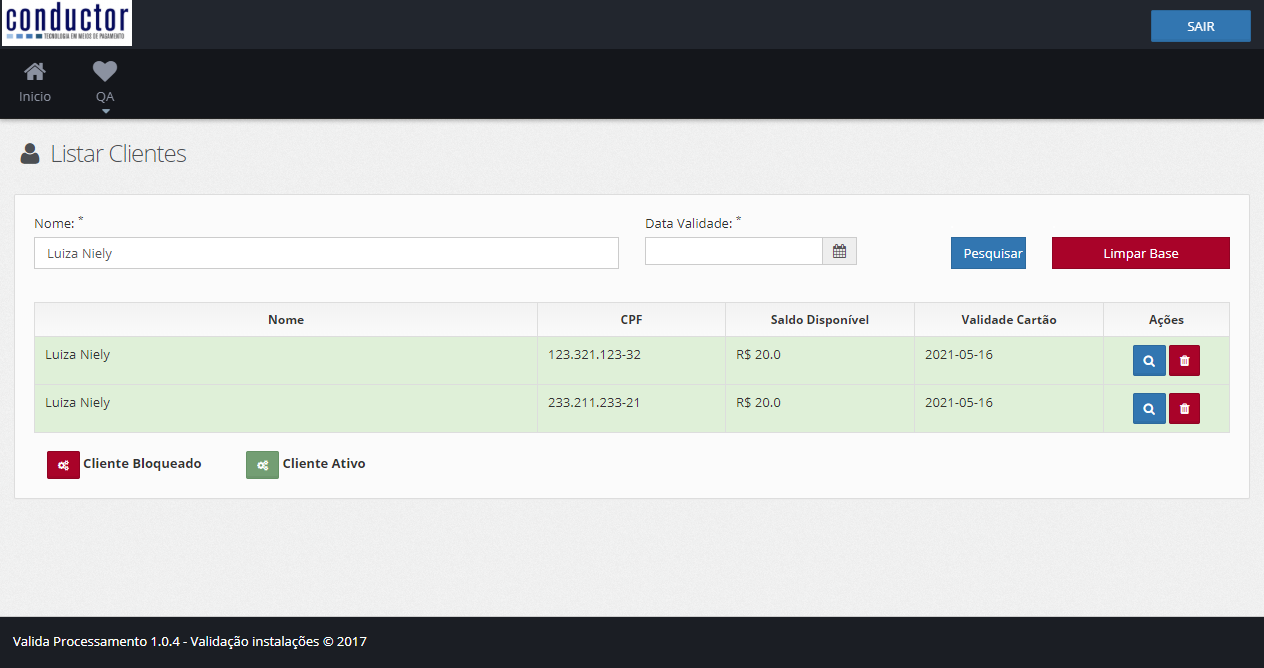 conductor
TECNOLOGIA EM MEIOS DE PAGAMENTO
SAIR
Inicio
QA
Listar Clientes
Nome: *
Data Validade: *
Luiza Niely
Pesquisar
Limpar Base
Nome CPF Saldo Disponível Validade Cartão Ações
Luiza Niely 123.321.123-32 R$ 20.0 2021-05-16
Luiza Niely 233.211.233-21 R$ 20.0 2021-05-16
Cliente Bloqueado Cliente Ativo
Valida Processamento 1.0.4 - Validação instalações © 2017